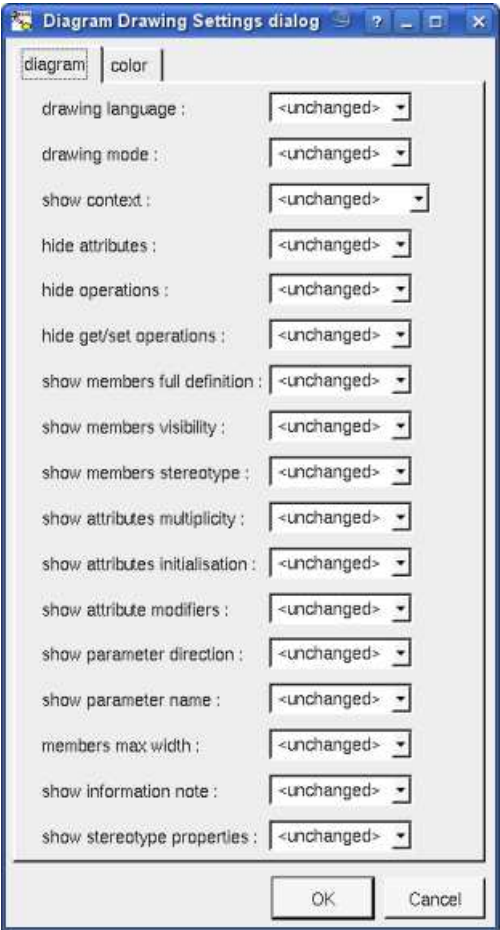 Diagram Drawing Settings dialog ?
diagram color
drawing language : <unchanged>
drawing mode : <unchanged>
show context : <unchanged>
hide attributes : <unchanged>
hide operations : <unchanged>
hide get/set operations : <unchanged>
show members full definition : <unchanged>
show members visibility : <unchanged>
show members stereotype : <unchanged>
show attributes multiplicity : <unchanged>
show attributes initialisation : <unchanged>
show attribute modifiers : <unchanged>
show parameter direction : <unchanged>
show parameter name : <unchanged>
members max width : <unchanged>
show information note : <unchanged>
show stereotype properties : <unchanged>
OK Cancel